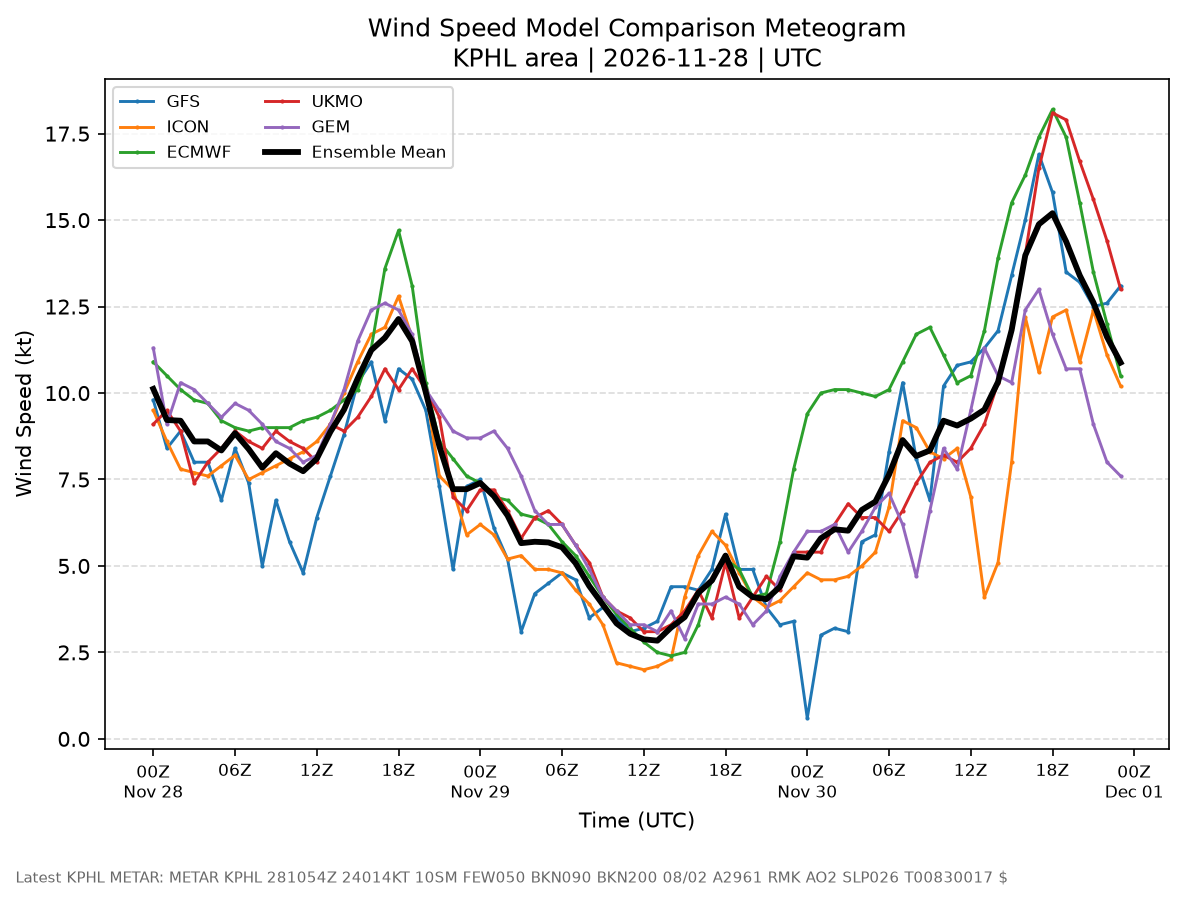 Wind Speed Model Comparison Meteogram
KPHL area | 2026-11-28 | UTC
GFS
ICON
ECMWF
UKMO
GEM
Ensemble Mean
Wind Speed (kt)
17.5
15.0
12.5
10.0
7.5
5.0
2.5
0.0
00Z 06Z 12Z 18Z 00Z 06Z 12Z 18Z 00Z 06Z 12Z 18Z 00Z
Nov 28 Nov 29 Nov 30 Dec 01
Time (UTC)
Latest KPHL METAR: METAR KPHL 281054Z 24014KT 10SM FEW050 BKN090 BKN200 08/02 A2961 RMK AO2 SLP026 T00830017 $